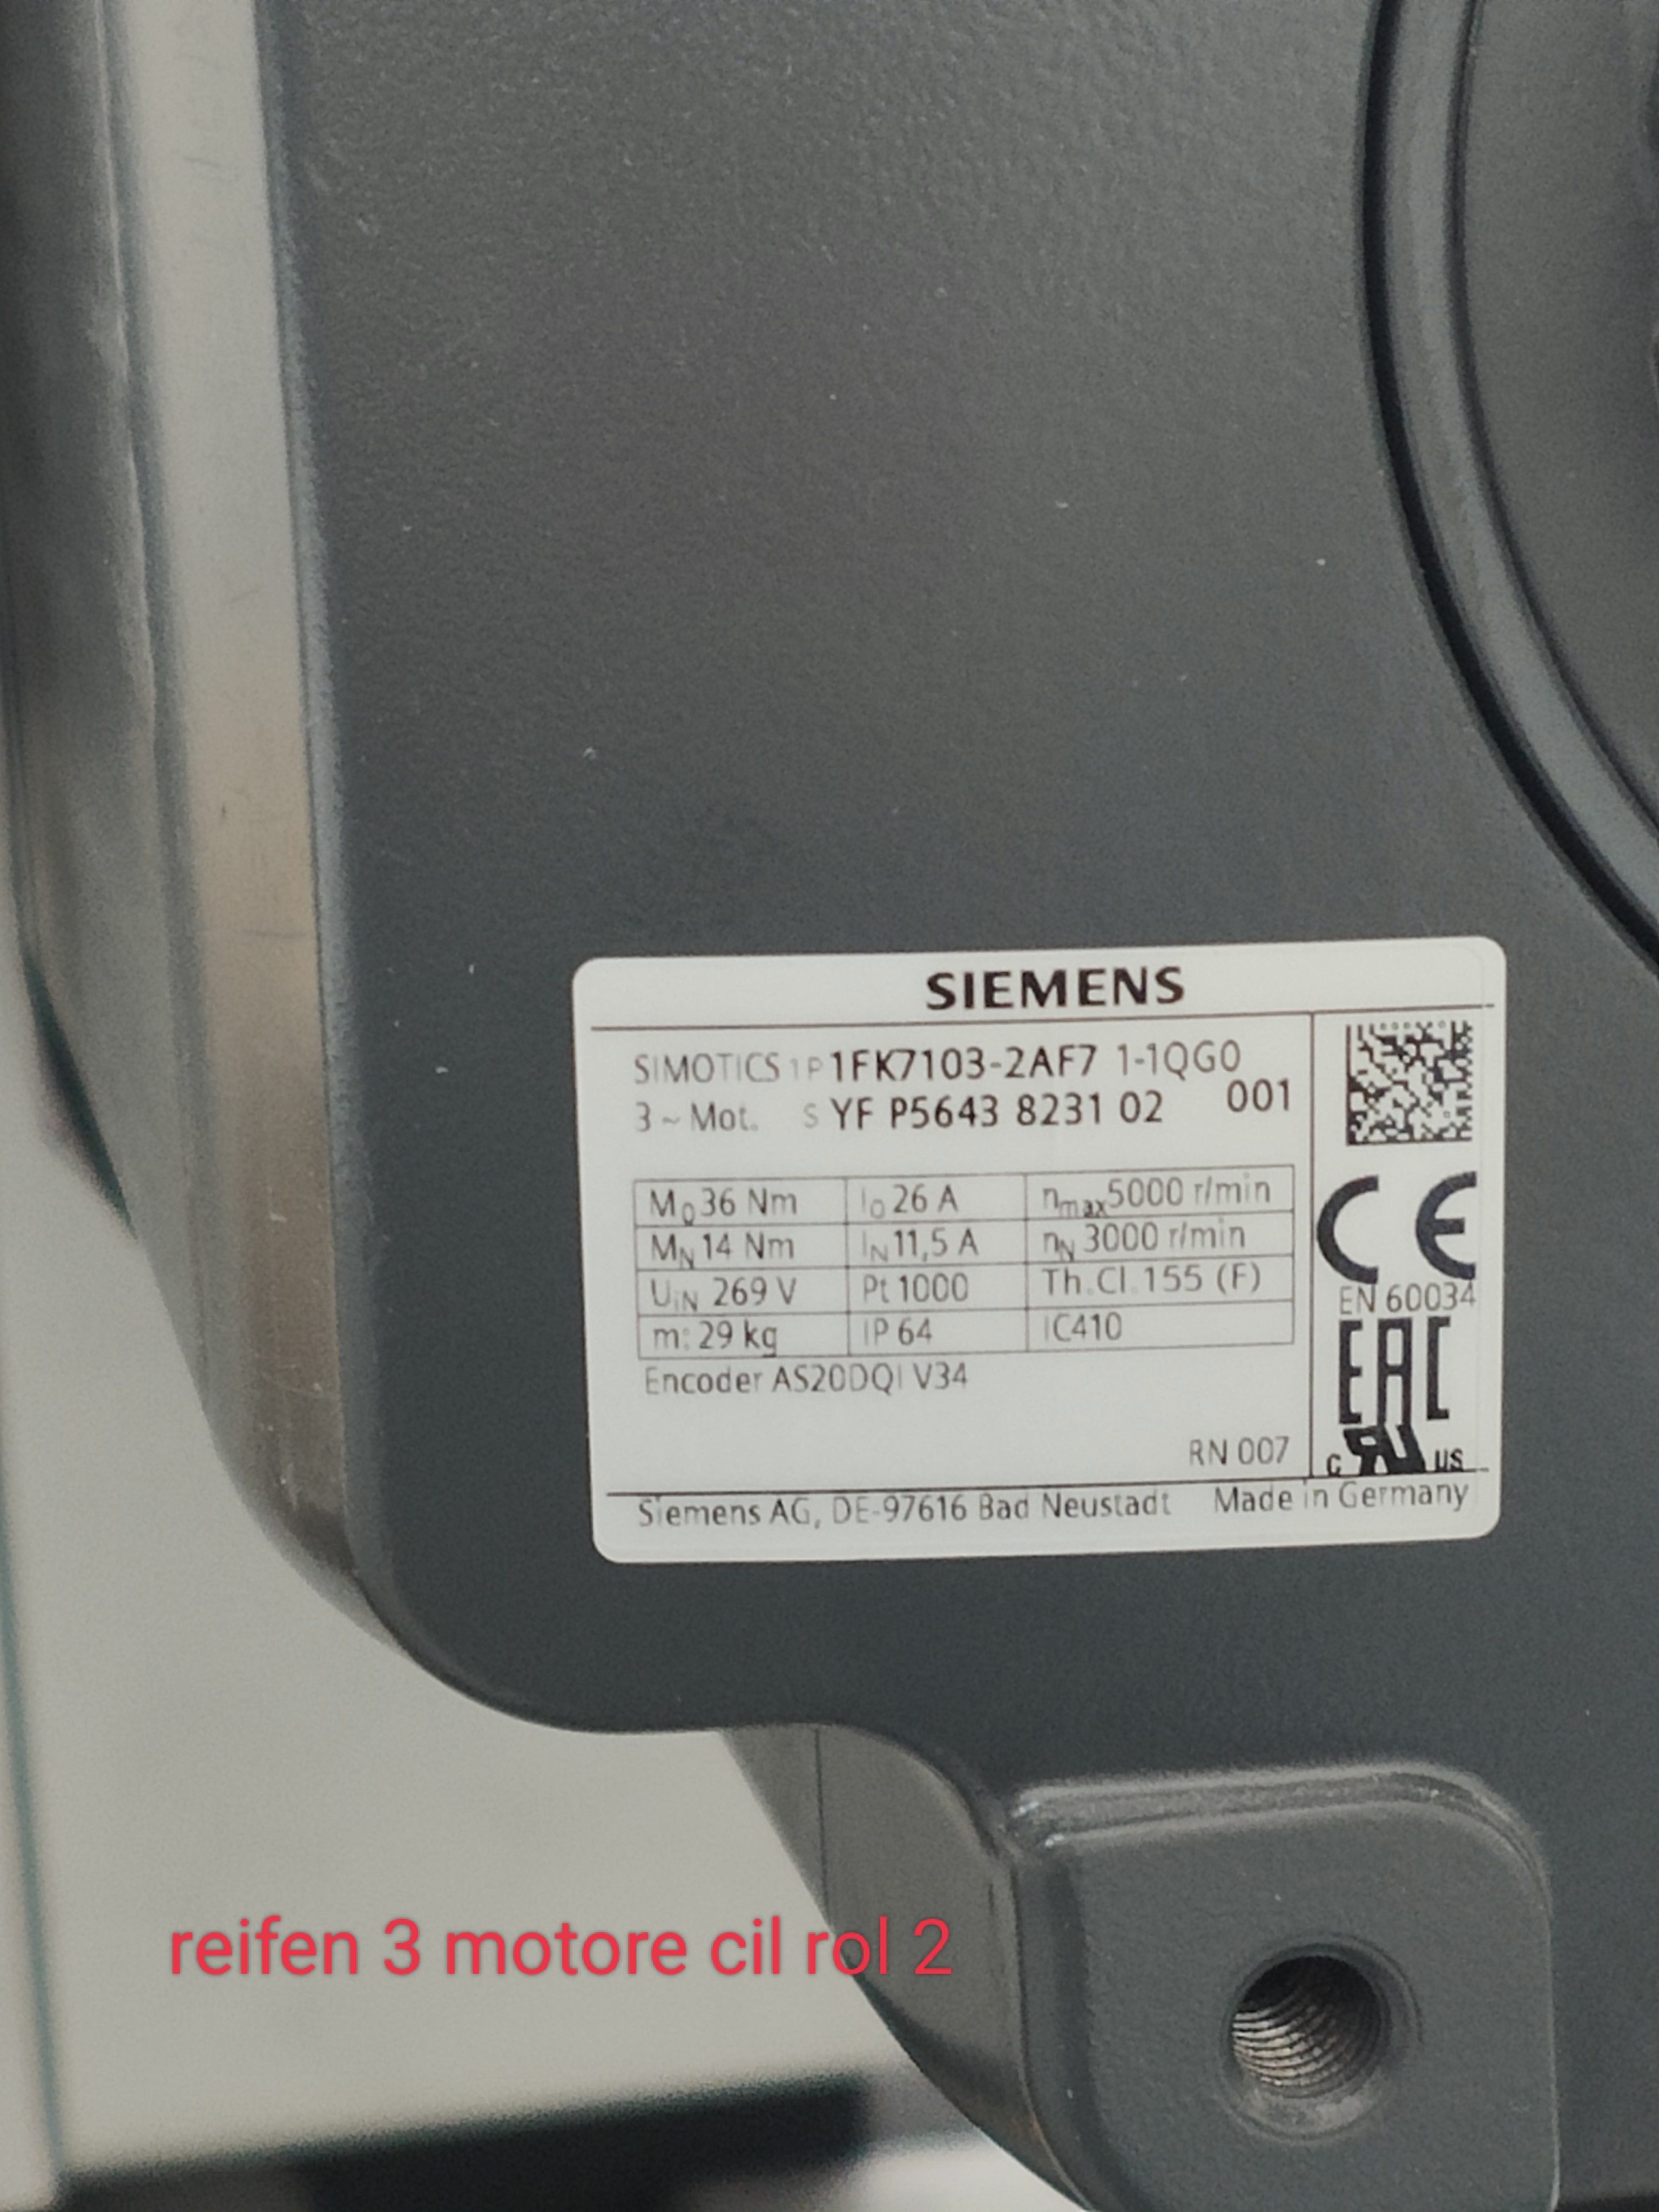 SIEMENS
SIMOTICS 1P 1FK7103-2AF7 1-1QG0
3 ~ Mot. S YF P5643 8231 02 001
M0 36 Nm I0 26 A nmax 5000 r/min
MN 14 Nm IN 11,5 A nN 3000 r/min
UiN 269 V Pt 1000 Th.Cl. 155 (F)
m: 29 kg IP 64 IC410
Encoder AS20DQI V34
RN 007
CE
EN 60034
EAC
c RU US
Siemens AG, DE-97616 Bad Neustadt Made in Germany
reifen 3 motore cil rol 2